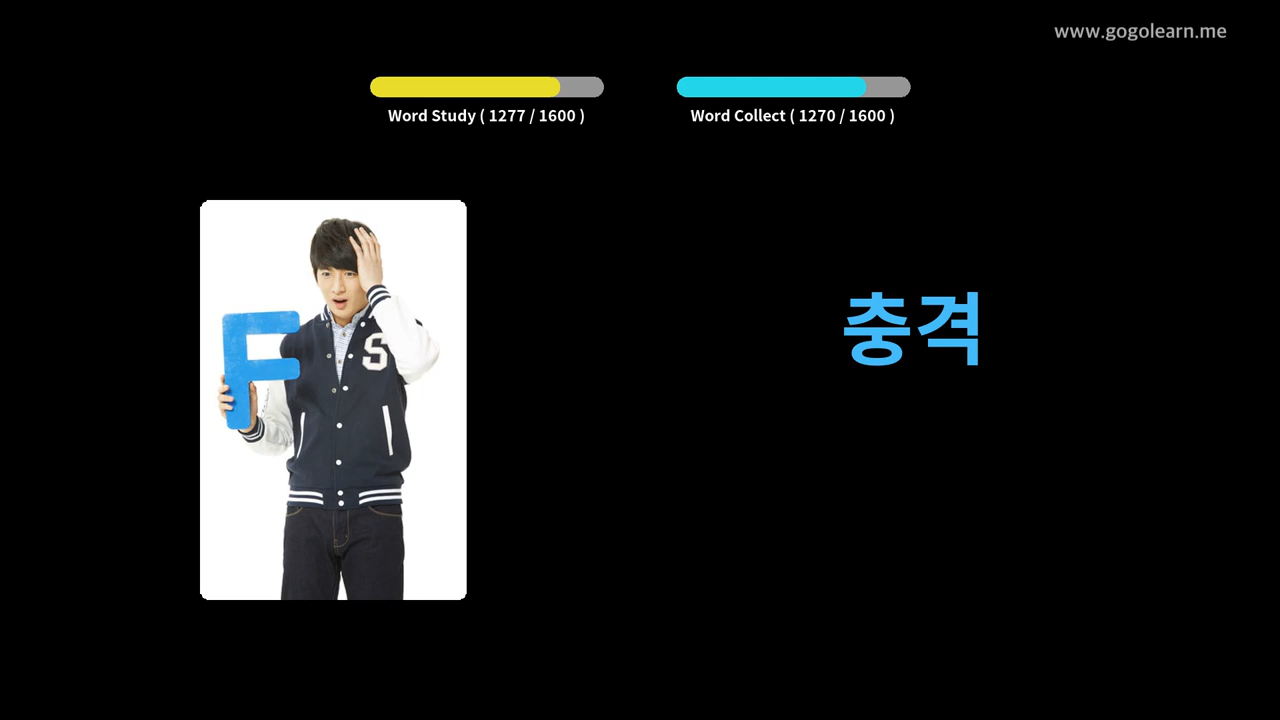 www.gogolearn.me
Word Study ( 1277 / 1600 )
Word Collect ( 1270 / 1600 )
F
S
충격